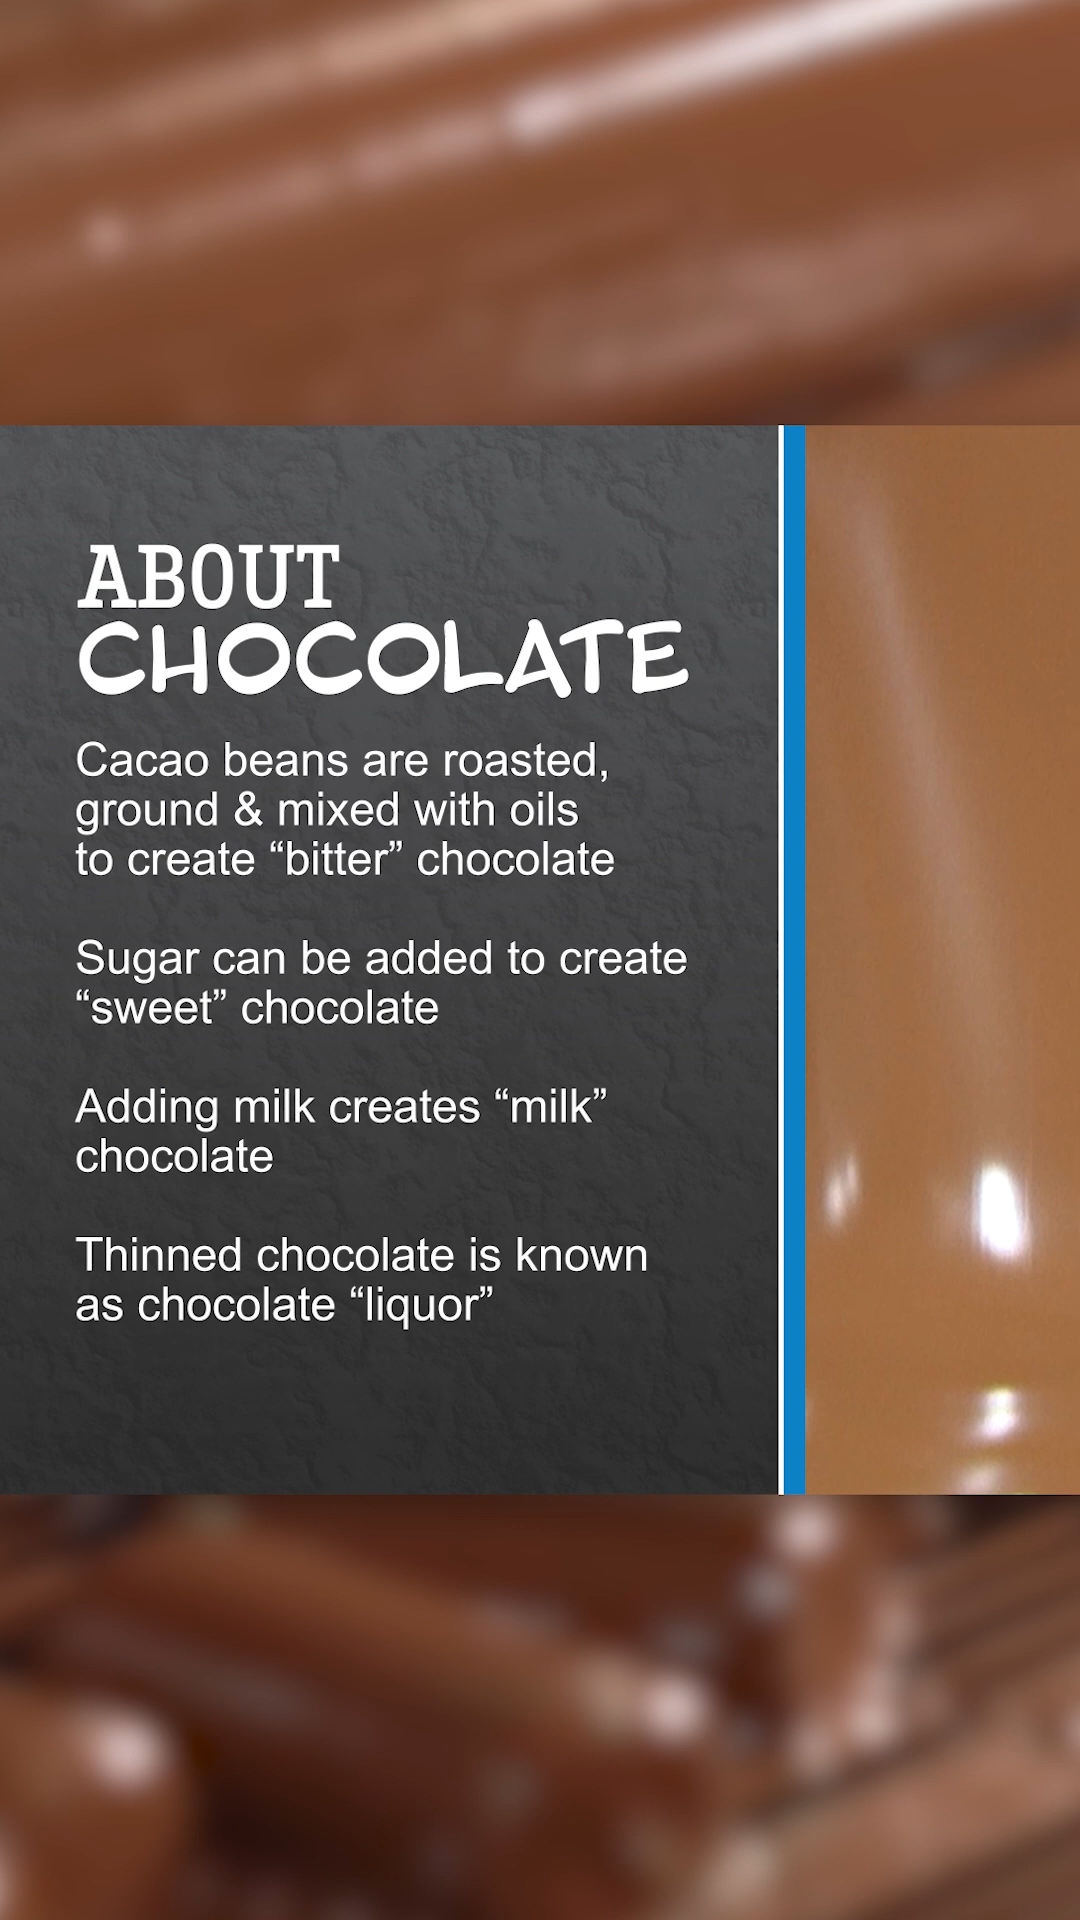 ABOUT
CHOCOLATE
Cacao beans are roasted,
ground & mixed with oils
to create “bitter” chocolate
Sugar can be added to create
“sweet” chocolate
Adding milk creates “milk”
chocolate
Thinned chocolate is known
as chocolate “liquor”